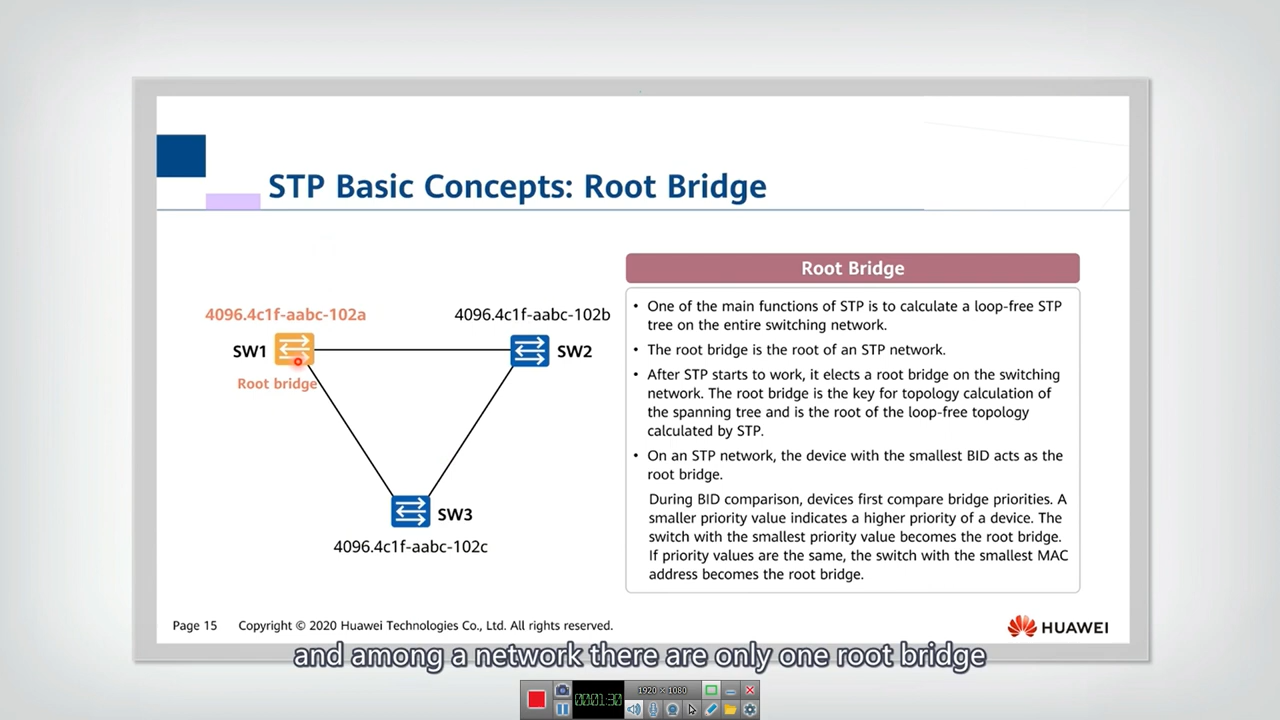 STP Basic Concepts: Root Bridge
4096.4c1f-aabc-102a
4096.4c1f-aabc-102b
SW1
SW2
Root bridge
SW3
4096.4c1f-aabc-102c
Root Bridge
• One of the main functions of STP is to calculate a loop-free STP
tree on the entire switching network.
• The root bridge is the root of an STP network.
• After STP starts to work, it elects a root bridge on the switching
network. The root bridge is the key for topology calculation of
the spanning tree and is the root of the loop-free topology
calculated by STP.
• On an STP network, the device with the smallest BID acts as the
root bridge.
During BID comparison, devices first compare bridge priorities. A
smaller priority value indicates a higher priority of a device. The
switch with the smallest priority value becomes the root bridge.
If priority values are the same, the switch with the smallest MAC
address becomes the root bridge.
Page 15 Copyright © 2020 Huawei Technologies Co., Ltd. All rights reserved.
HUAWEI
and among a network there are only one root bridge
000:01:30
1920 × 1080